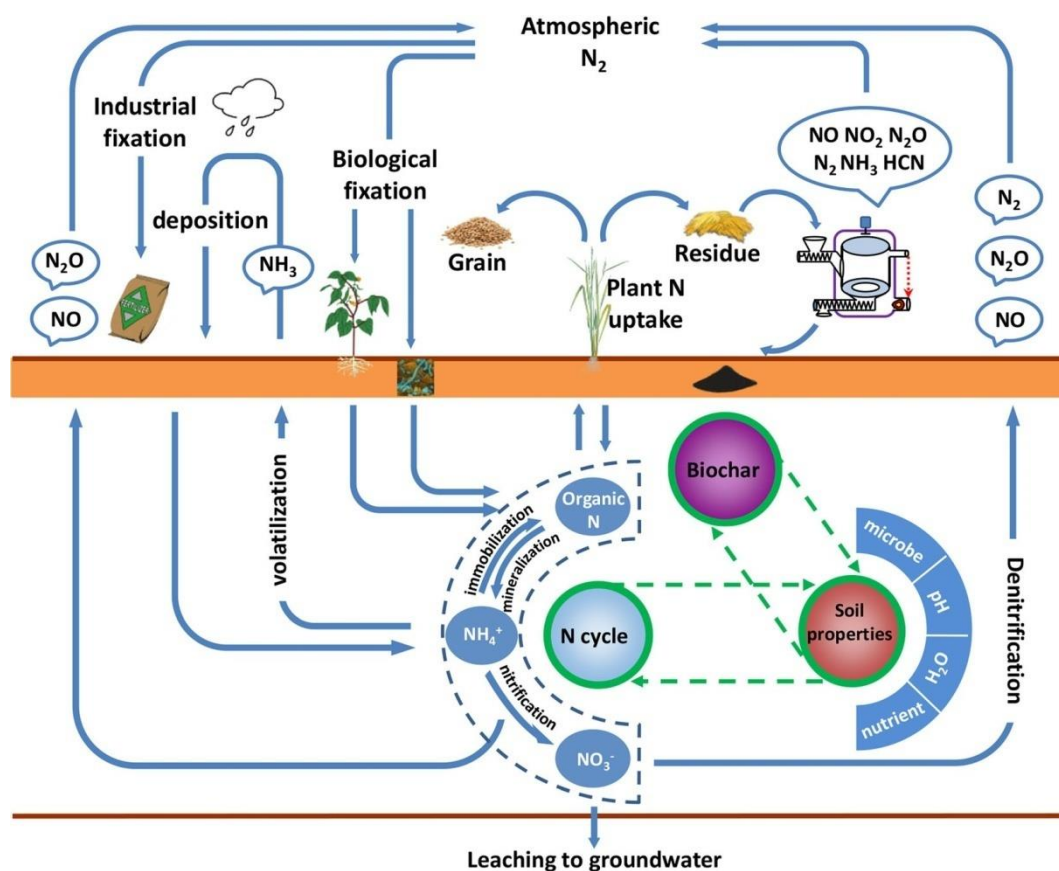 Atmospheric
N₂
Industrial
fixation
Biological
fixation
deposition
NO NO₂ N₂O
N₂ NH₃ HCN
N₂
N₂O
NO
N₂O
NO
FERTILIZER
NH₃
Grain
Residue
Plant N
uptake
volatilization
Organic
N
immobilization
mineralization
NH₄⁺
nitrification
NO₃⁻
N cycle
Biochar
Soil
properties
microbe
pH
H₂O
nutrient
Denitrification
Leaching to groundwater